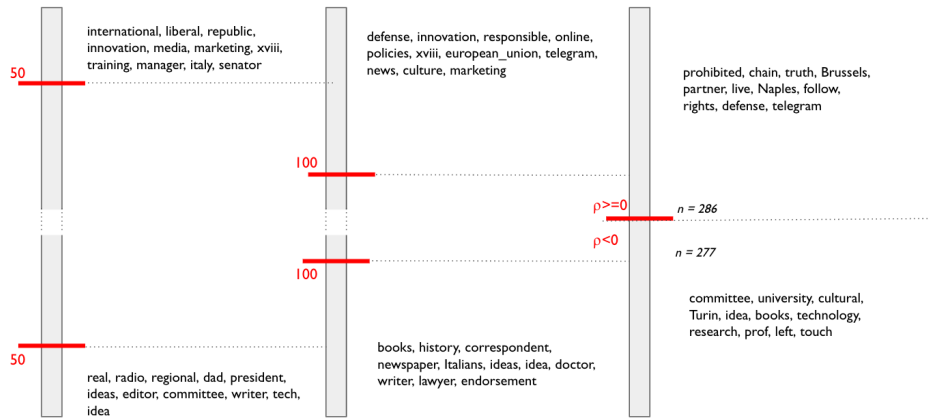 international, liberal, republic,
innovation, media, marketing, xviii,
training, manager, italy, senator
50
50
real, radio, regional, dad, president,
ideas, editor, committee, writer, tech,
idea
defense, innovation, responsible, online,
policies, xviii, european_union, telegram,
news, culture, marketing
100
100
books, history, correspondent,
newspaper, Italians, ideas, idea, doctor,
writer, lawyer, endorsement
prohibited, chain, truth, Brussels,
partner, live, Naples, follow,
rights, defense, telegram
ρ>=0
n = 286
ρ<0
n = 277
committee, university, cultural,
Turin, idea, books, technology,
research, prof, left, touch